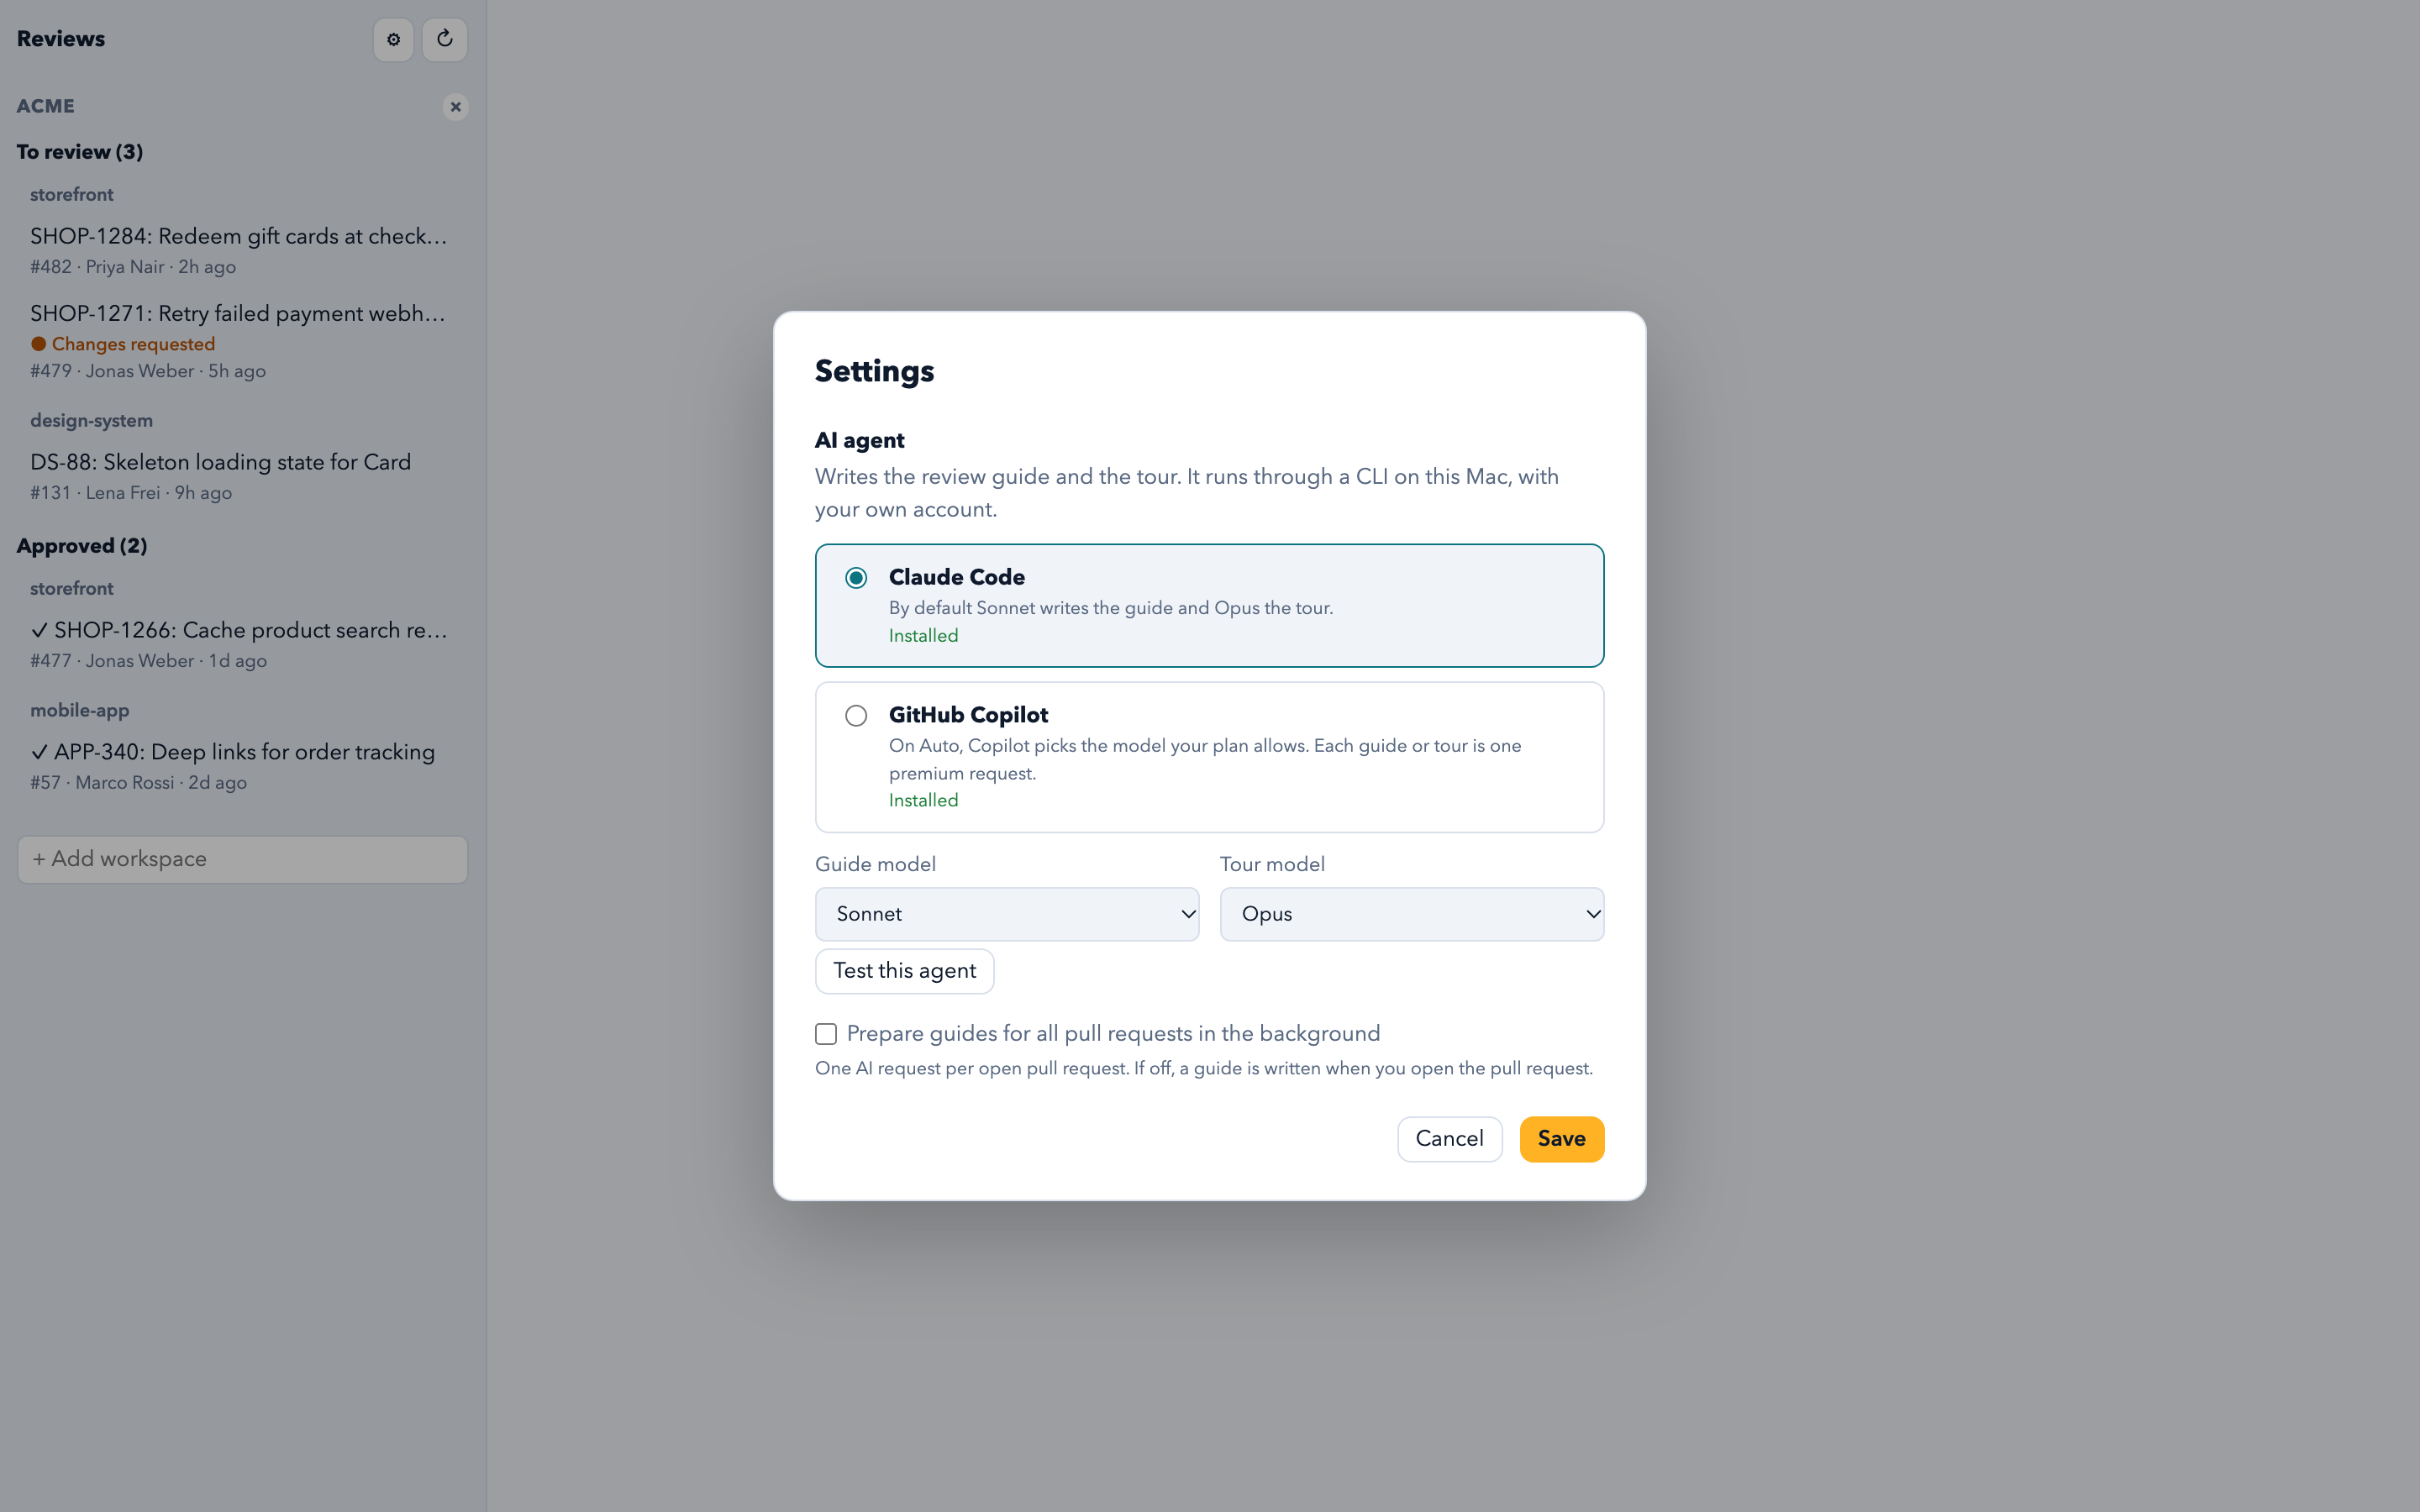 Reviews
ACME
To review (3)
storefront
SHOP-1284: Redeem gift cards at check…
#482 · Priya Nair · 2h ago
SHOP-1271: Retry failed payment webh…
Changes requested
#479 · Jonas Weber · 5h ago
design-system
DS-88: Skeleton loading state for Card
#131 · Lena Frei · 9h ago
Approved (2)
storefront
✓ SHOP-1266: Cache product search re…
#477 · Jonas Weber · 1d ago
mobile-app
✓ APP-340: Deep links for order tracking
#57 · Marco Rossi · 2d ago
+ Add workspace
Settings
AI agent
Writes the review guide and the tour. It runs through a CLI on this Mac, with
your own account.
Claude Code
By default Sonnet writes the guide and Opus the tour.
Installed
GitHub Copilot
On Auto, Copilot picks the model your plan allows. Each guide or tour is one
premium request.
Installed
Guide model
Tour model
Sonnet
Opus
Test this agent
Prepare guides for all pull requests in the background
One AI request per open pull request. If off, a guide is written when you open the pull request.
Cancel
Save